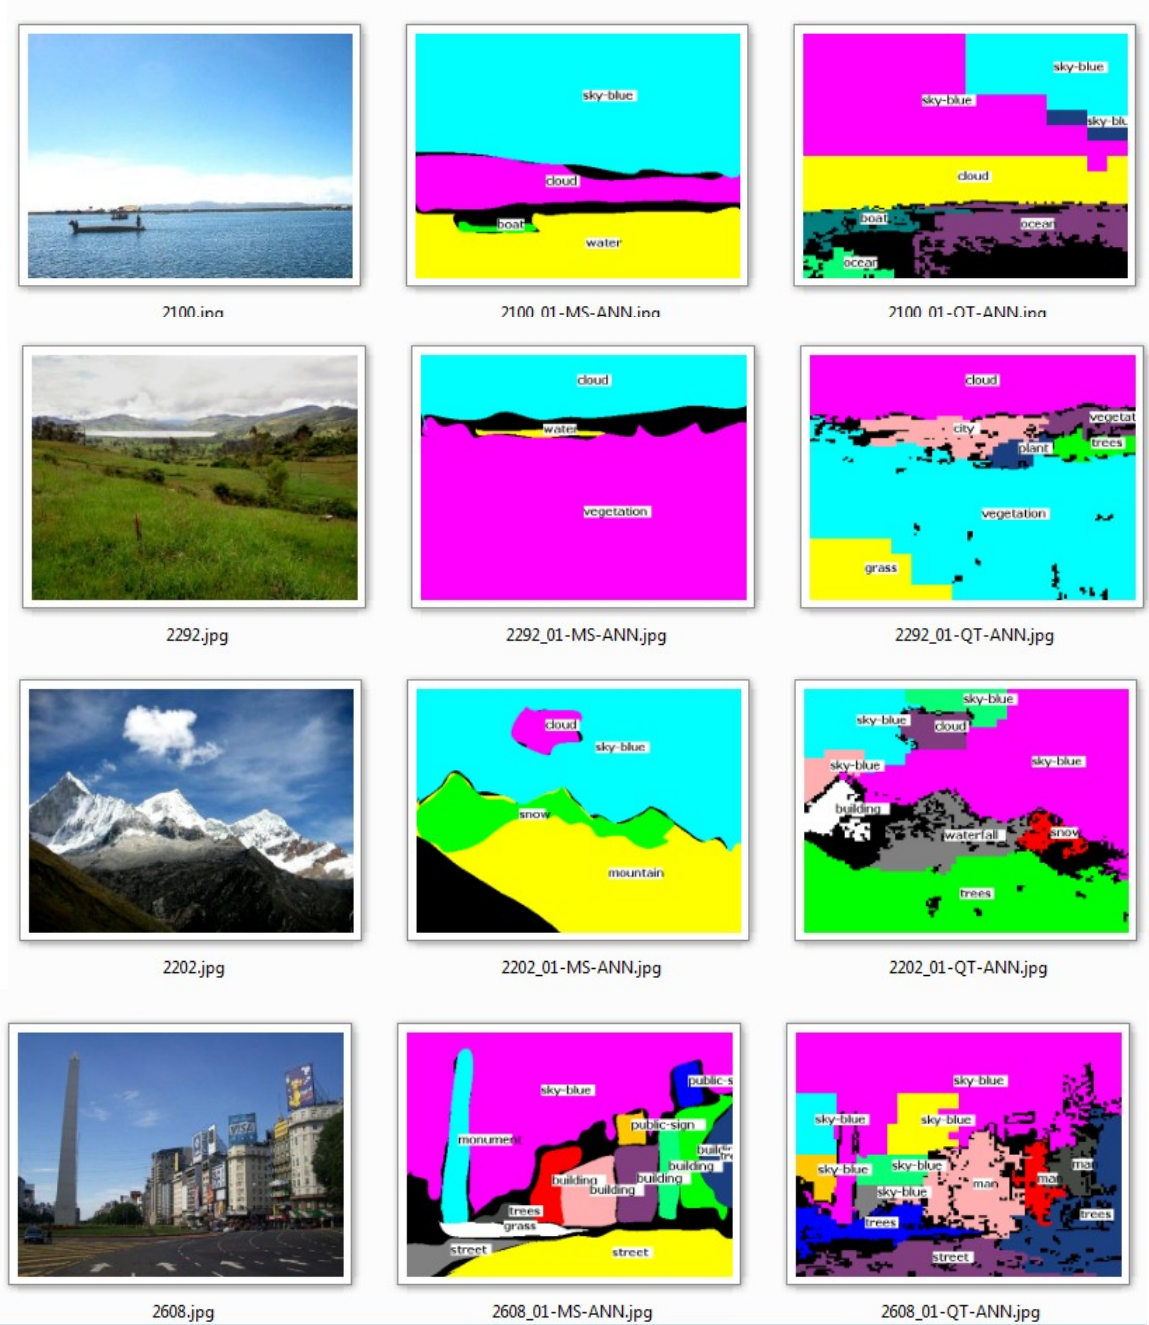 sky-blue
cloud
boat
water
sky-blue
sky-blue
sky-blu
cloud
boat
ocean
ocean
2100.jpg
2100_01-MS-ANN.jpg
2100_01-QT-ANN.jpg
cloud
water
vegetation
cloud
vegetat
city
trees
plant
vegetation
grass
2292.jpg
2292_01-MS-ANN.jpg
2292_01-QT-ANN.jpg
cloud
sky-blue
snow
mountain
sky-blue
sky-blue
cloud
sky-blue
sky-blue
building
waterfall
snow
trees
2202.jpg
2202_01-MS-ANN.jpg
2202_01-QT-ANN.jpg
VISA
sky-blue
public-s
public-sign
monument
building
building
building
building
buildi
tre
trees
grass
street
street
sky-blue
sky-blue
sky-blue
sky-blue
sky-blue
sky-blue
man
man
man
trees
trees
street
2608.jpg
2608_01-MS-ANN.jpg
2608_01-QT-ANN.jpg